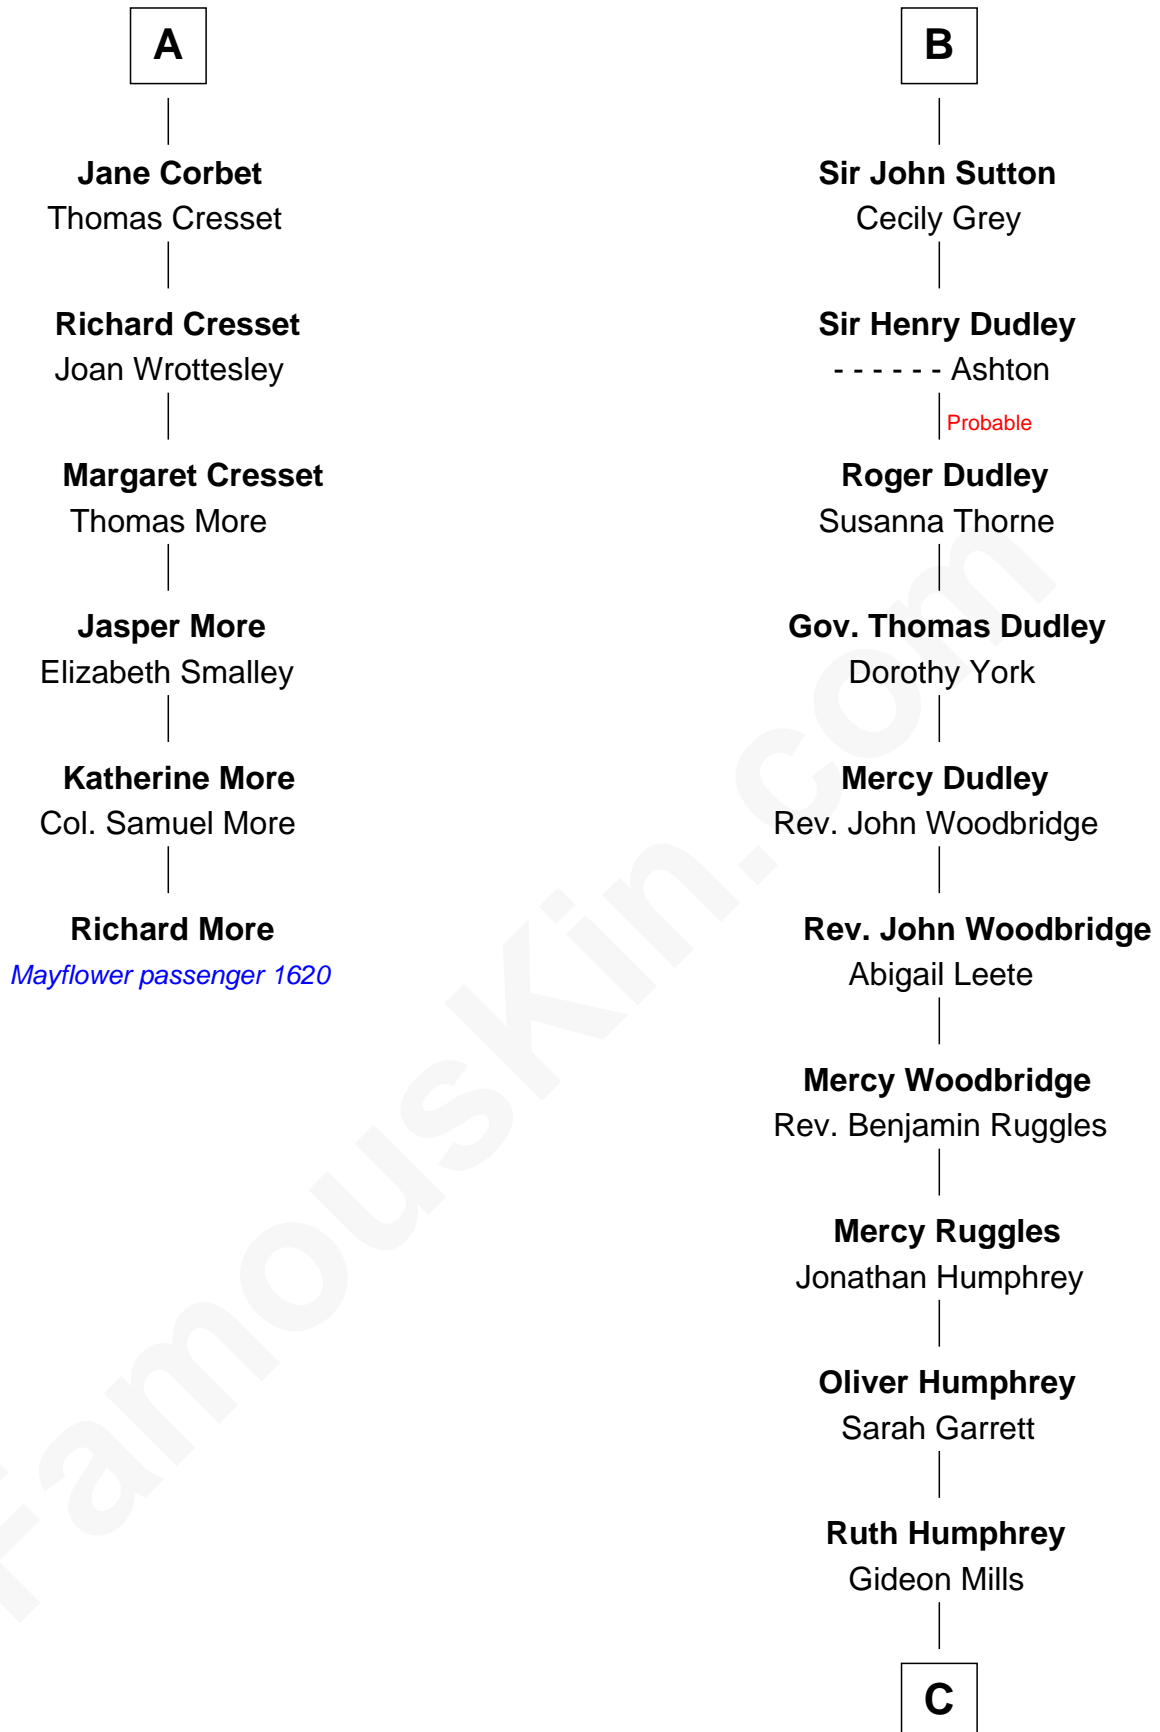 A
Jane Corbet
Thomas Cresset
Richard Cresset
Joan Wrottesley
Margaret Cresset
Thomas More
Jasper More
Elizabeth Smalley
Katherine More
Col. Samuel More
Richard More
Mayflower passenger 1620
B
Sir John Sutton
Cecily Grey
Sir Henry Dudley
- - - - - - Ashton
Probable
Roger Dudley
Susanna Thorne
Gov. Thomas Dudley
Dorothy York
Mercy Dudley
Rev. John Woodbridge
Rev. John Woodbridge
Abigail Leete
Mercy Woodbridge
Rev. Benjamin Ruggles
Mercy Ruggles
Jonathan Humphrey
Oliver Humphrey
Sarah Garrett
Ruth Humphrey
Gideon Mills
C
FamousKin.com